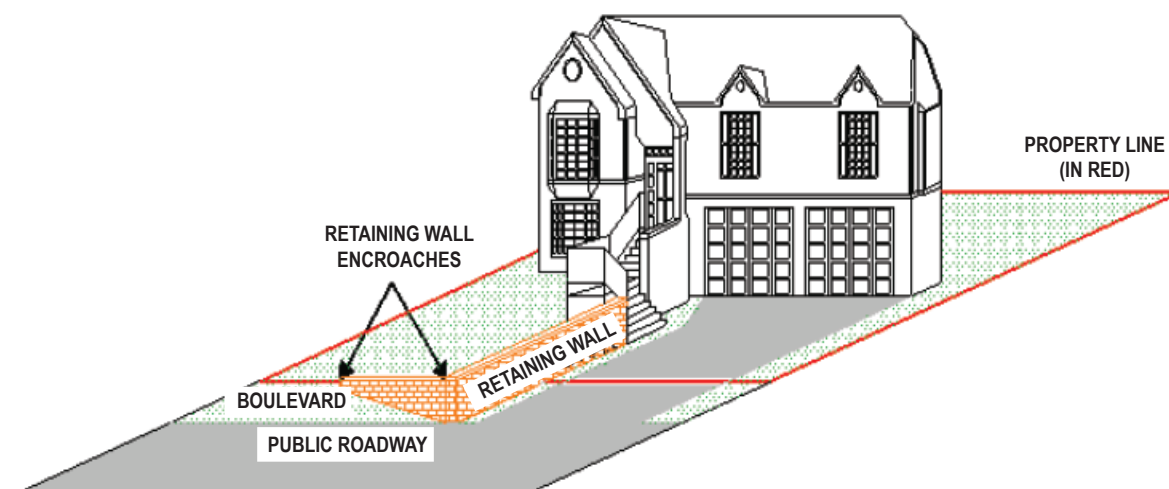 PROPERTY LINE
(IN RED)
RETAINING WALL
ENCROACHES
RETAINING WALL
BOULEVARD
PUBLIC ROADWAY